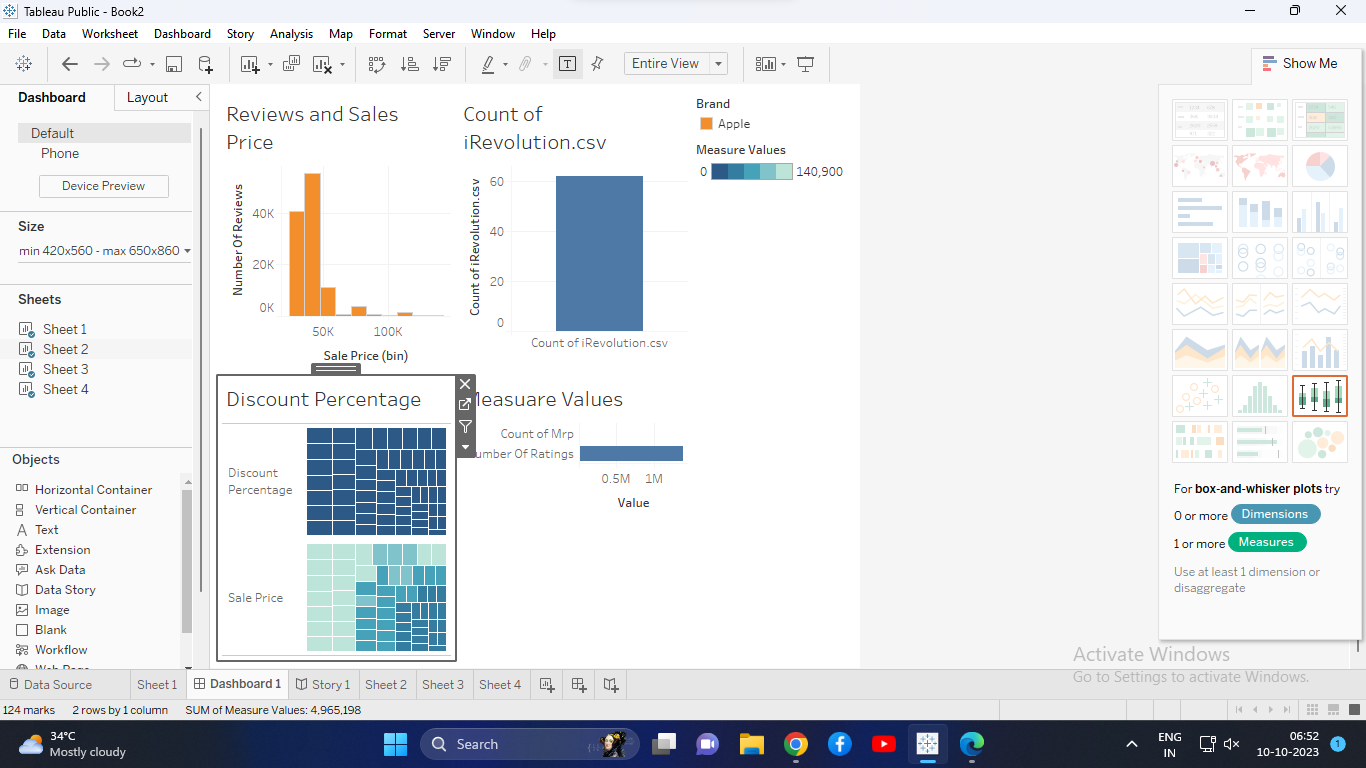 Tableau Public - Book2
File Data Worksheet Dashboard Story Analysis Map Format Server Window Help
Entire View
Show Me
Dashboard Layout
Default
Phone
Device Preview
Size
min 420x560 - max 650x860
Sheets
Sheet 1
Sheet 2
Sheet 3
Sheet 4
Objects
Horizontal Container
Vertical Container
Text
Extension
Ask Data
Data Story
Image
Blank
Workflow
Web Page
Reviews and Sales
Price
Number Of Reviews
40K
20K
0K
50K 100K
Sale Price (bin)
Count of
iRevolution.csv
Count of iRevolution.csv
60
40
20
0
Count of iRevolution.csv
Brand
Apple
Measure Values
0 140,900
Discount Percentage
Discount
Percentage
Sale Price
Measuare Values
Count of Mrp
umber Of Ratings
0.5M 1M
Value
For box-and-whisker plots try
0 or more Dimensions
1 or more Measures
Use at least 1 dimension or
disaggregate
Activate Windows
Go to Settings to activate Windows.
Data Source Sheet 1 Dashboard 1 Story 1 Sheet 2 Sheet 3 Sheet 4
124 marks 2 rows by 1 column SUM of Measure Values: 4,965,198
34°C
Mostly cloudy
Search
ENG
IN
06:52
10-10-2023
1